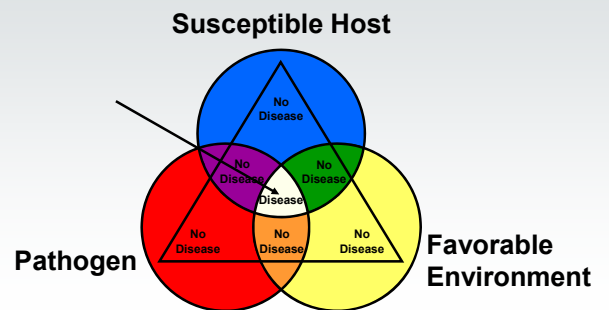 Susceptible Host
No
Disease
No
Disease
No
Disease
Disease
No
Disease
No
Disease
No
Disease
Pathogen
Favorable
Environment